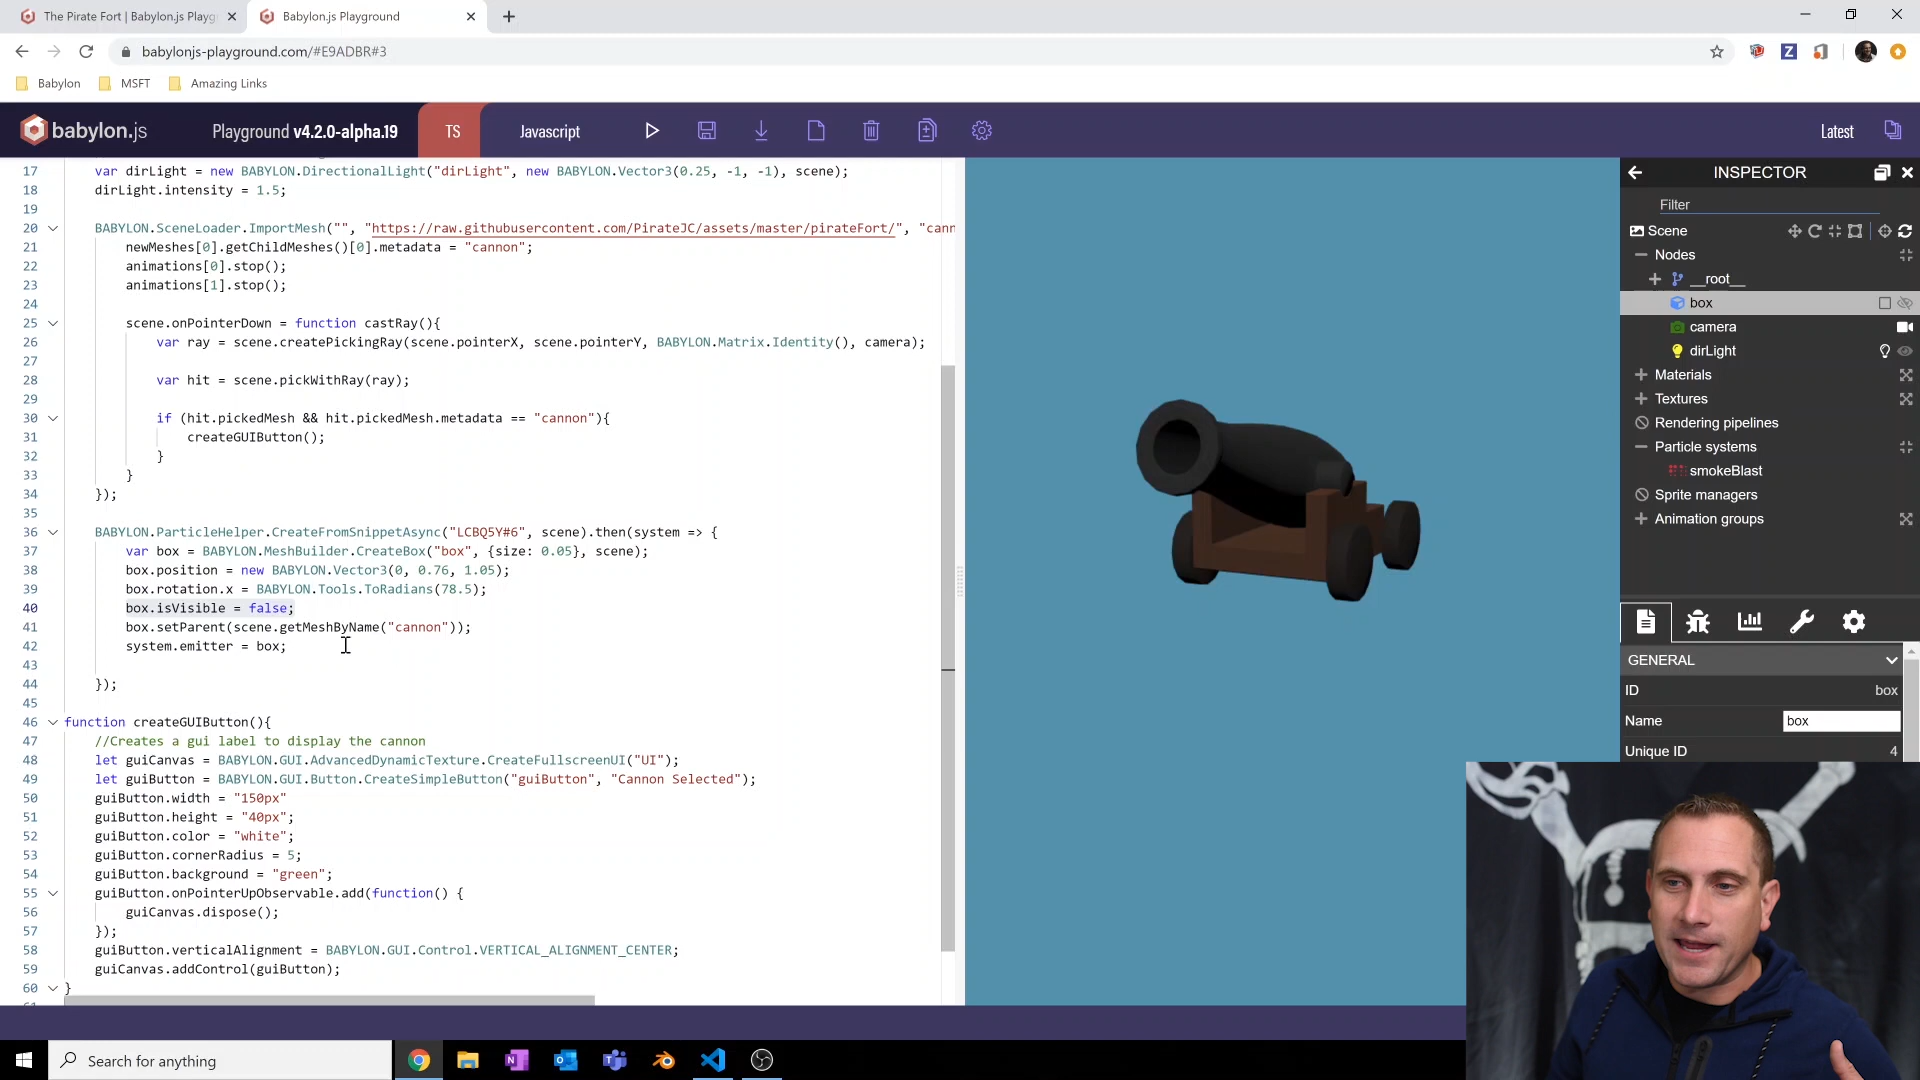 The Pirate Fort | Babylon.js Playg
Babylon.js Playground
babylonjs-playground.com/#E9ADBR#3
Babylon
MSFT
Amazing Links
babylon.js
Playground v4.2.0-alpha.19
TS
Javascript
Latest
17 var dirLight = new BABYLON.DirectionalLight("dirLight", new BABYLON.Vector3(0.25, -1, -1), scene);
18 dirLight.intensity = 1.5;
19
20 BABYLON.SceneLoader.ImportMesh("", "https://raw.githubusercontent.com/PirateJC/assets/master/pirateFort/", "cann
21 newMeshes[0].getChildMeshes()[0].metadata = "cannon";
22 animations[0].stop();
23 animations[1].stop();
24
25 scene.onPointerDown = function castRay(){
26 var ray = scene.createPickingRay(scene.pointerX, scene.pointerY, BABYLON.Matrix.Identity(), camera);
27
28 var hit = scene.pickWithRay(ray);
29
30 if (hit.pickedMesh && hit.pickedMesh.metadata == "cannon"){
31 createGUIButton();
32 }
33 }
34 });
35
36 BABYLON.ParticleHelper.CreateFromSnippetAsync("LCBQ5Y#6", scene).then(system => {
37 var box = BABYLON.MeshBuilder.CreateBox("box", {size: 0.05}, scene);
38 box.position = new BABYLON.Vector3(0, 0.76, 1.05);
39 box.rotation.x = BABYLON.Tools.ToRadians(78.5);
40 box.isVisible = false;
41 box.setParent(scene.getMeshByName("cannon"));
42 system.emitter = box;
43
44 });
45
46 function createGUIButton(){
47 //Creates a gui label to display the cannon
48 let guiCanvas = BABYLON.GUI.AdvancedDynamicTexture.CreateFullscreenUI("UI");
49 let guiButton = BABYLON.GUI.Button.CreateSimpleButton("guiButton", "Cannon Selected");
50 guiButton.width = "150px"
51 guiButton.height = "40px";
52 guiButton.color = "white";
53 guiButton.cornerRadius = 5;
54 guiButton.background = "green";
55 guiButton.onPointerUpObservable.add(function() {
56 guiCanvas.dispose();
57 });
58 guiButton.verticalAlignment = BABYLON.GUI.Control.VERTICAL_ALIGNMENT_CENTER;
59 guiCanvas.addControl(guiButton);
60 }
INSPECTOR
Filter
Scene
Nodes
__root__
box
camera
dirLight
Materials
Textures
Rendering pipelines
Particle systems
smokeBlast
Sprite managers
Animation groups
GENERAL
ID box
Name box
Unique ID 4
Search for anything